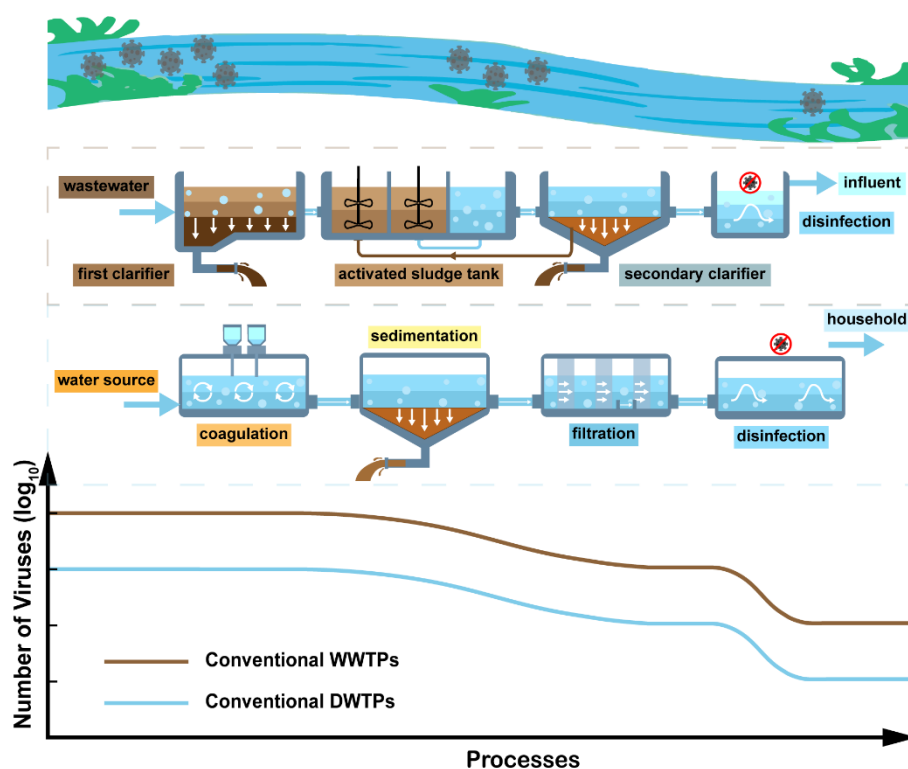 wastewater
influent
disinfection
first clarifier
activated sludge tank
secondary clarifier
household
sedimentation
water source
coagulation
filtration
disinfection
Number of Viruses (log10)
Conventional WWTPs
Conventional DWTPs
Processes